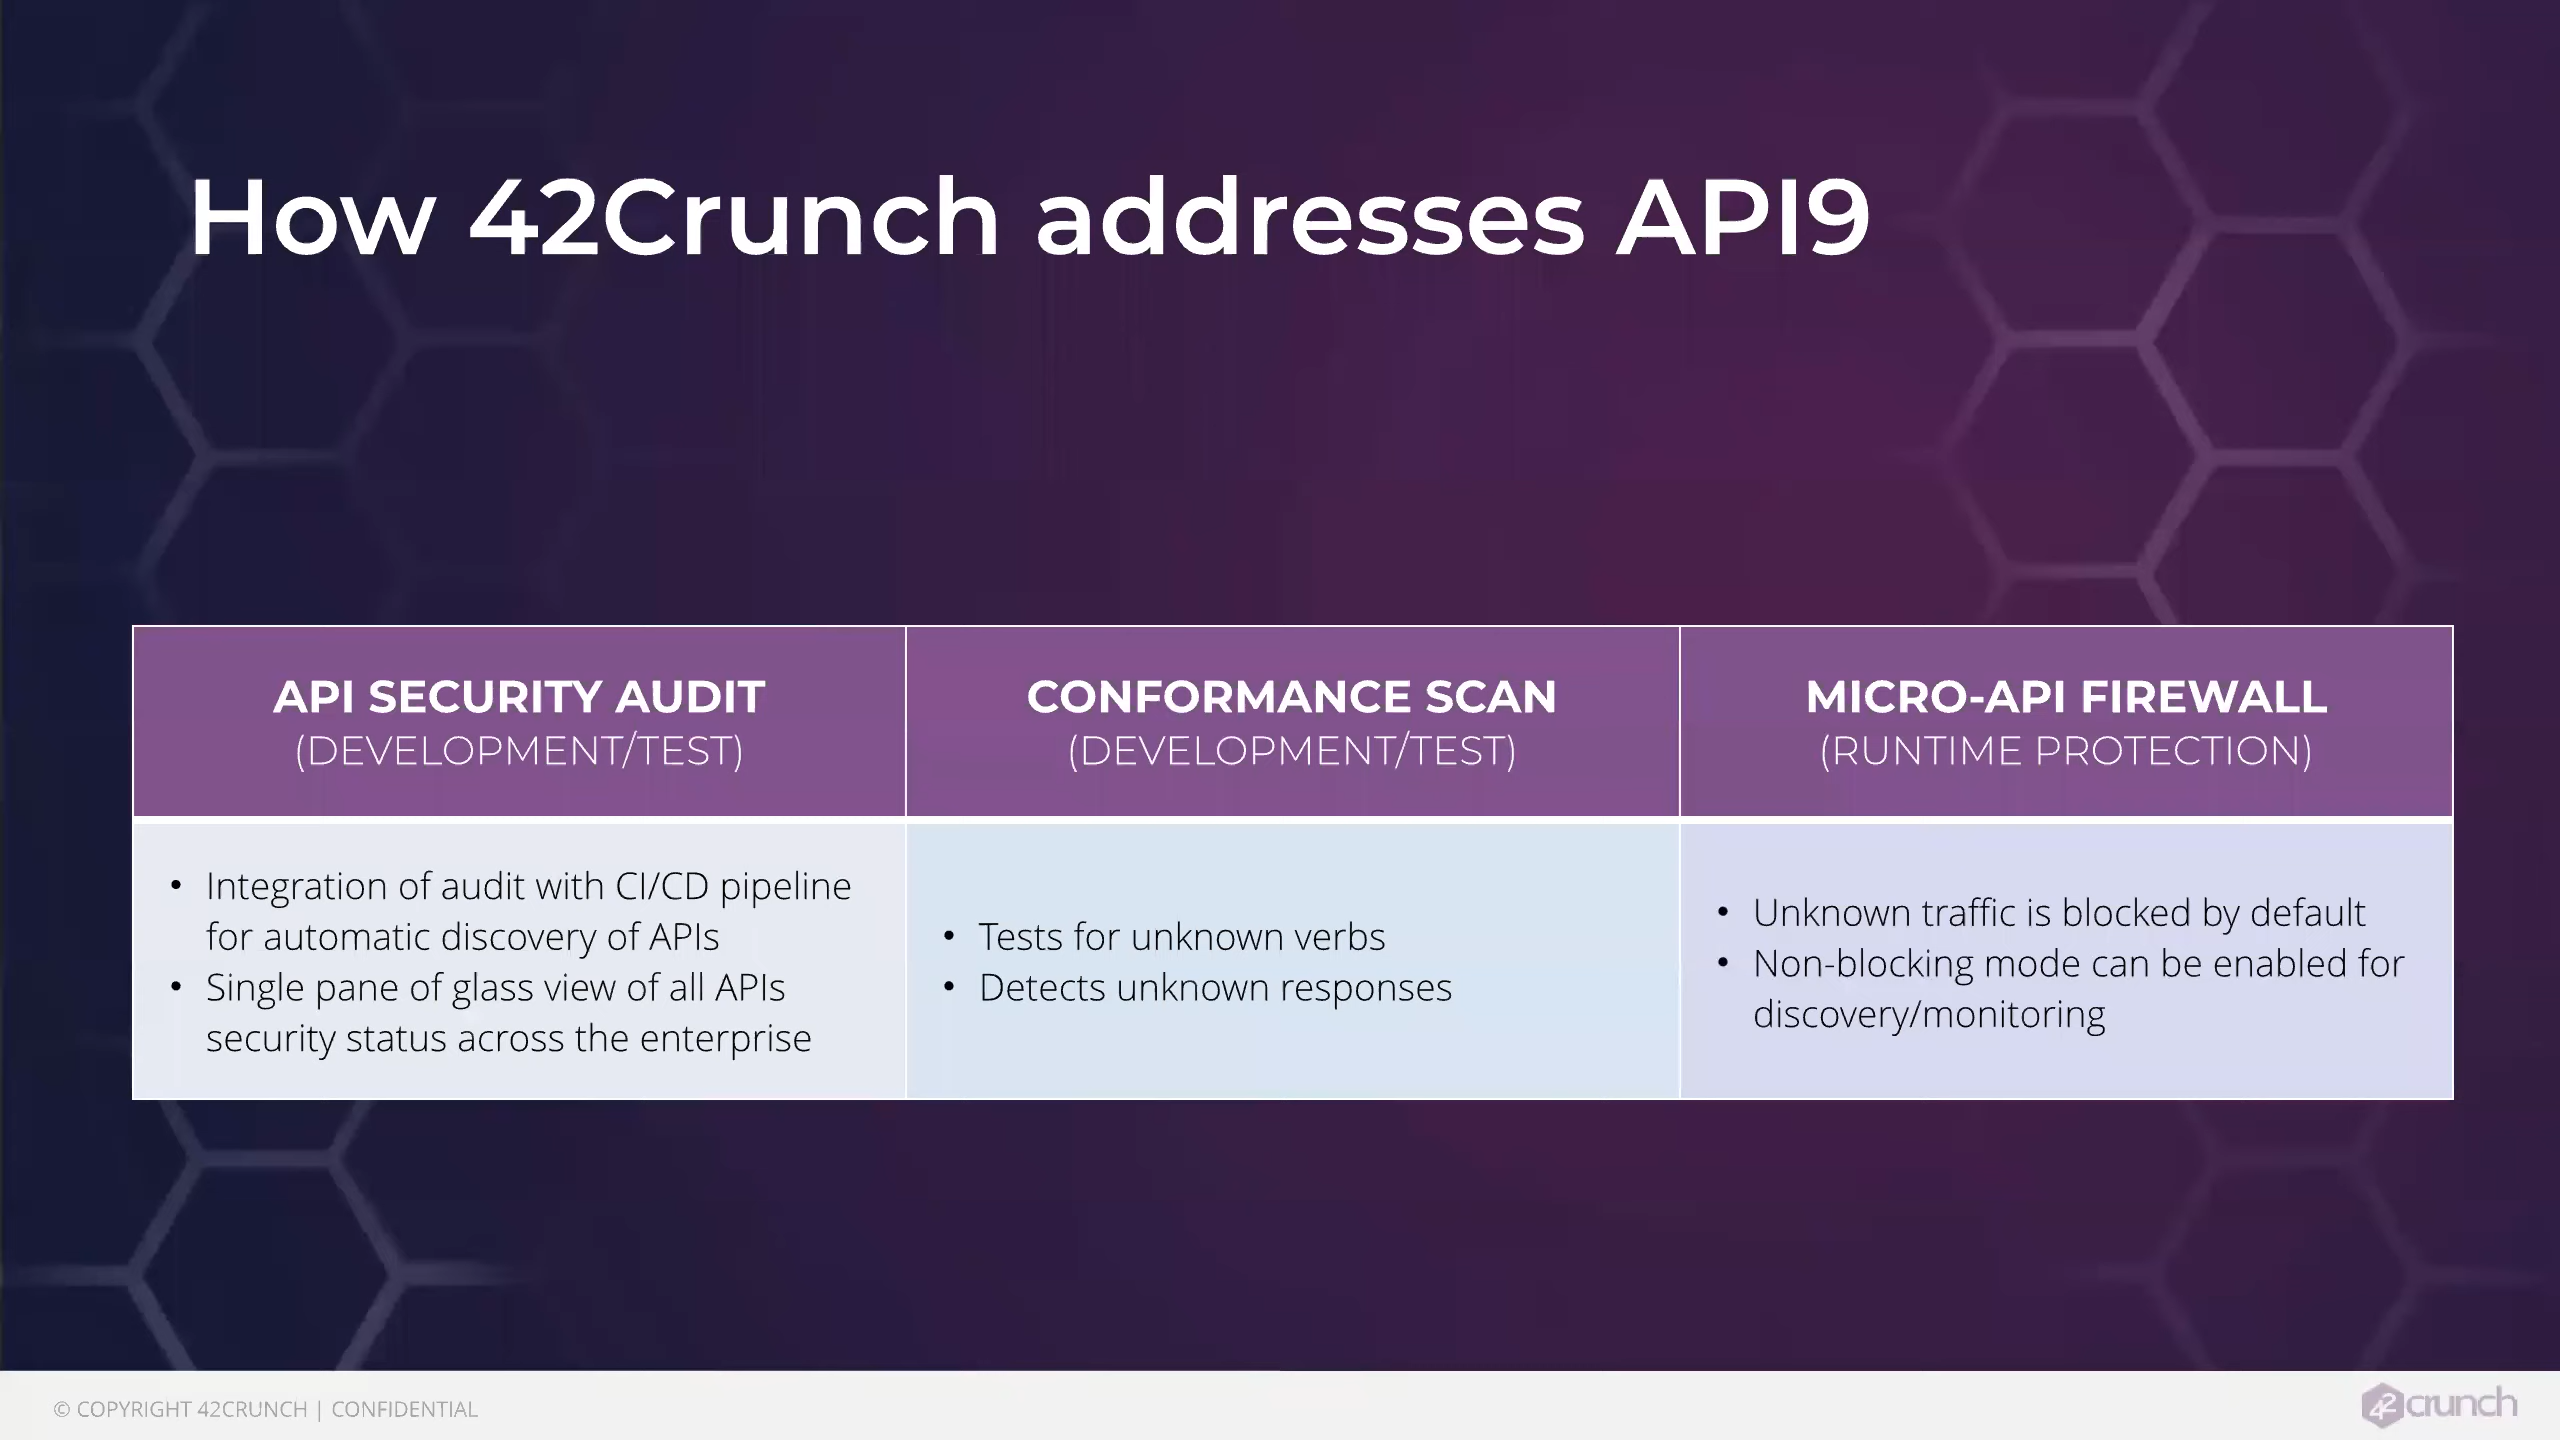 How 42Crunch addresses API9
API SECURITY AUDIT
(DEVELOPMENT/TEST)
CONFORMANCE SCAN
(DEVELOPMENT/TEST)
MICRO-API FIREWALL
(RUNTIME PROTECTION)
• Integration of audit with CI/CD pipeline
for automatic discovery of APIs
• Single pane of glass view of all APIs
security status across the enterprise
• Tests for unknown verbs
• Detects unknown responses
• Unknown traffic is blocked by default
• Non-blocking mode can be enabled for
discovery/monitoring
© COPYRIGHT 42CRUNCH | CONFIDENTIAL
42crunch